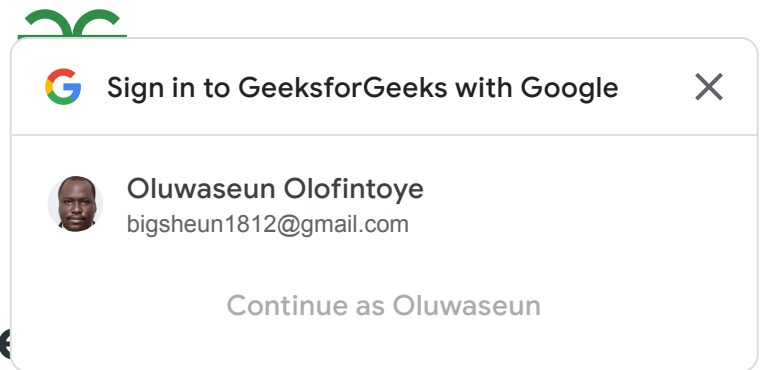 Sign in to GeeksforGeeks with Google
Oluwaseun Olofintoye
bigsheun1812@gmail.com
Continue as Oluwaseun